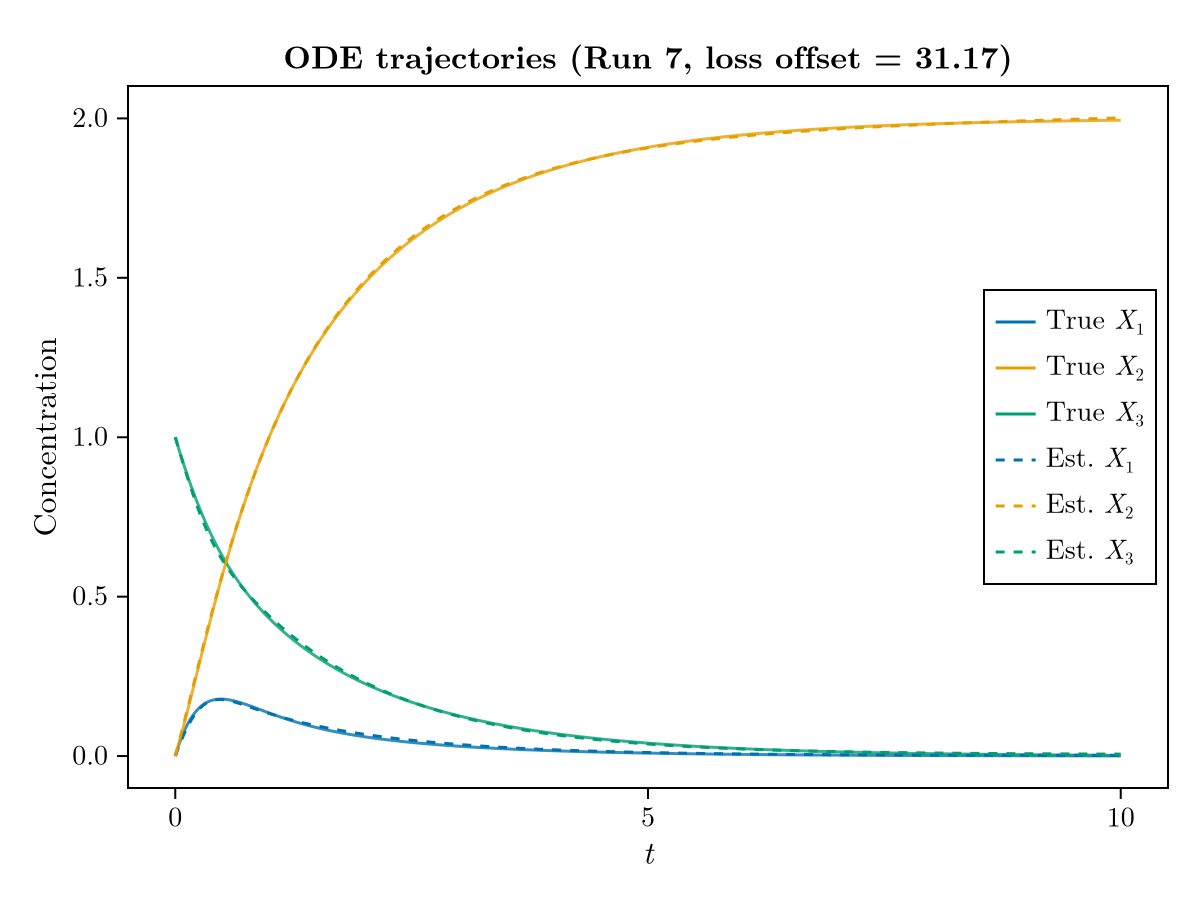 ODE trajectories (Run 7, loss offset = 31.17)
2.0
1.5
1.0
0.5
0.0
Concentration
True X₁
True X₂
True X₃
Est. X₁
Est. X₂
Est. X₃
0
5
10
t